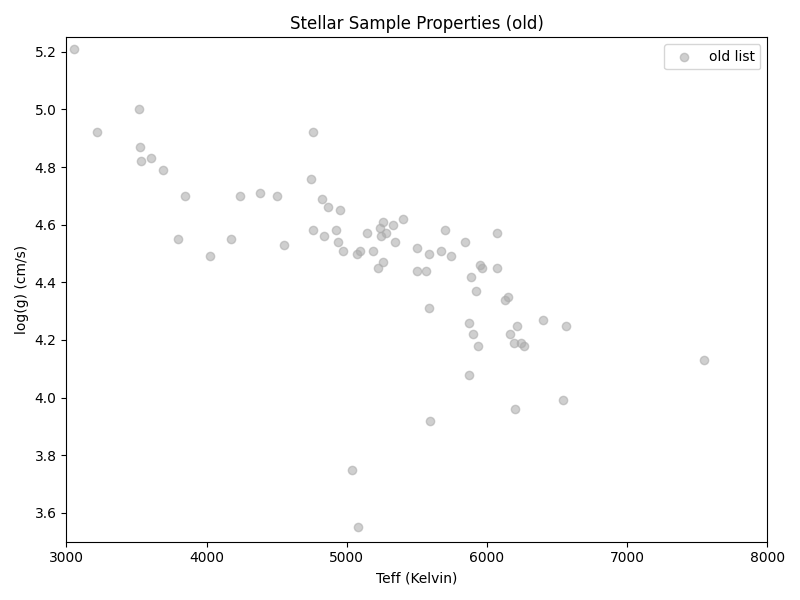 Stellar Sample Properties (old)
old list
5.2
5.0
4.8
4.6
4.4
4.2
4.0
3.8
3.6
log(g) (cm/s)
3000 4000 5000 6000 7000 8000
Teff (Kelvin)